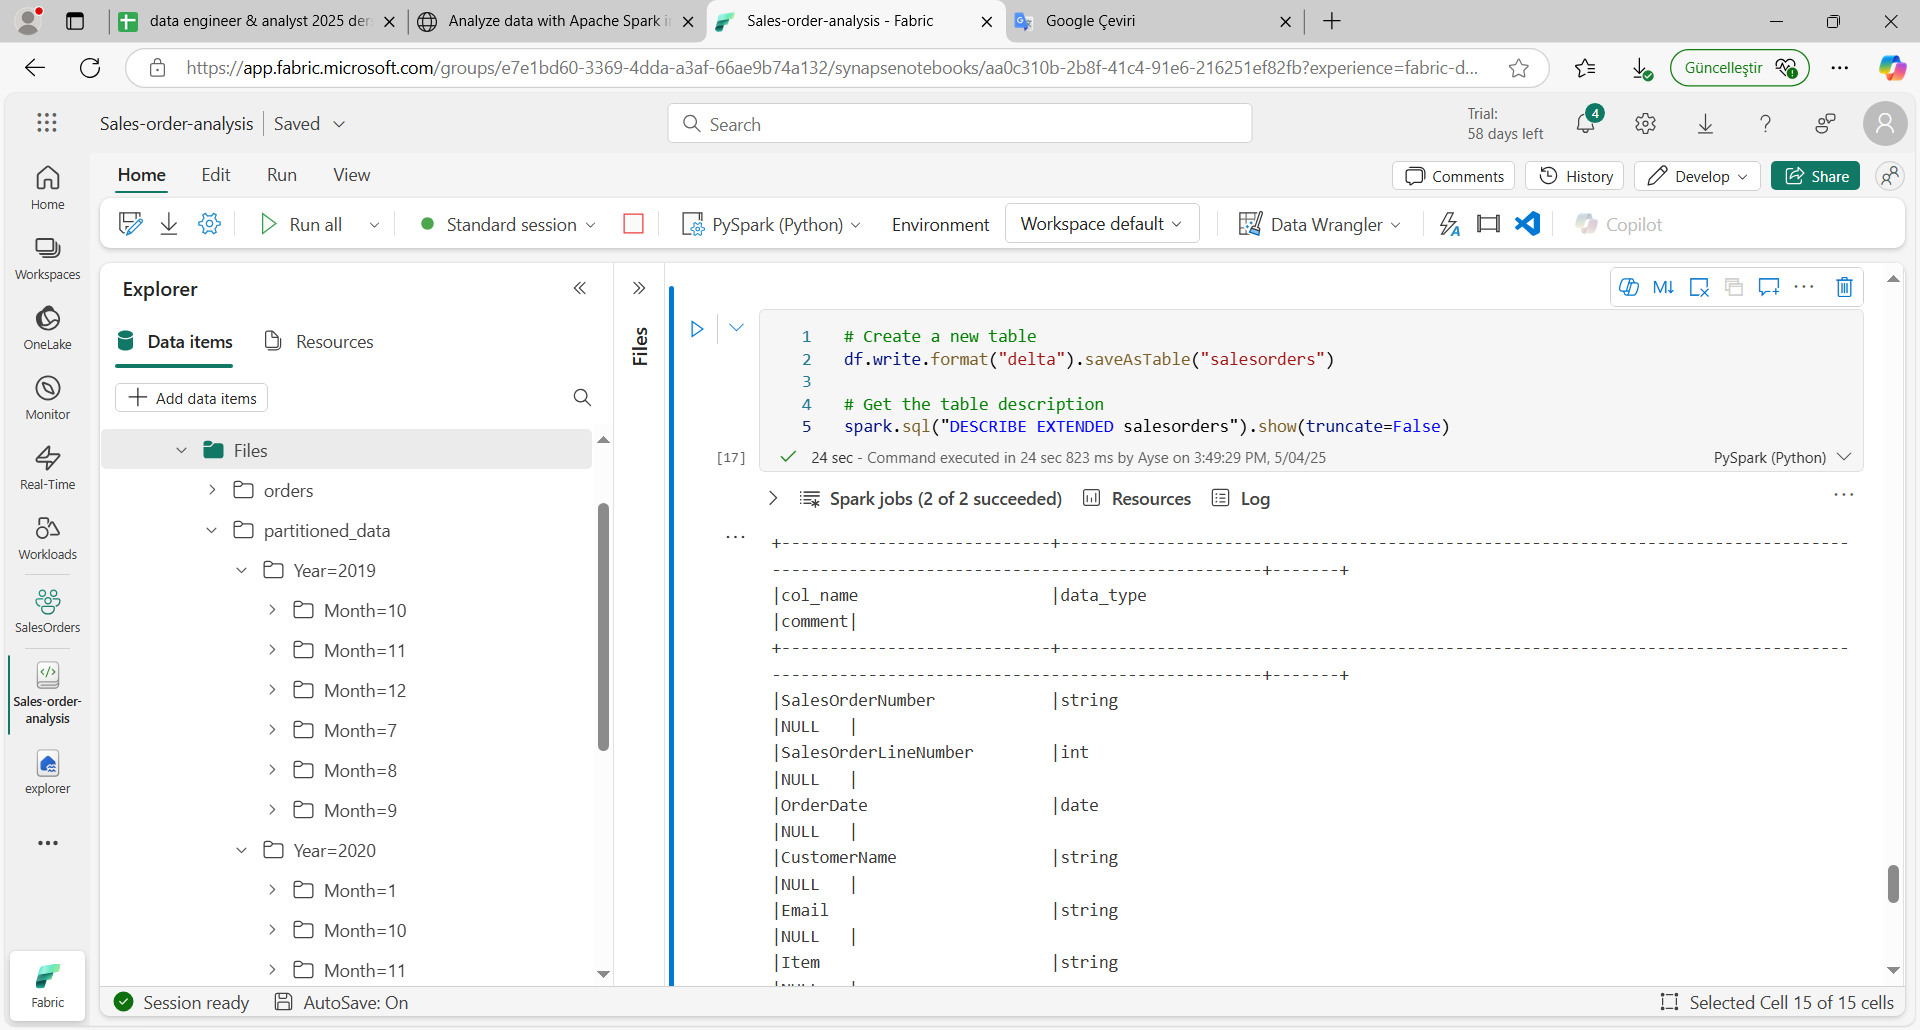 data engineer & analyst 2025 der
Analyze data with Apache Spark i
Sales-order-analysis - Fabric
Google Çeviri
https://app.fabric.microsoft.com/groups/e7e1bd60-3369-4dda-a3af-66ae9b74a132/synapsenotebooks/aa0c310b-2b8f-41c4-91e6-216251ef82fb?experience=fabric-d...
Güncelleştir
Sales-order-analysis
Saved
Search
Trial:
58 days left
4
Home
Edit
Run
View
Comments
History
Develop
Share
Run all
Standard session
PySpark (Python)
Environment
Workspace default
Data Wrangler
Copilot
Home
Workspaces
OneLake
Monitor
Real-Time
Workloads
SalesOrders
Sales-order-
analysis
explorer
Fabric
Explorer
Data items
Resources
Add data items
Files
orders
partitioned_data
Year=2019
Month=10
Month=11
Month=12
Month=7
Month=8
Month=9
Year=2020
Month=1
Month=10
Month=11
Files
M↓
1 # Create a new table
2 df.write.format("delta").saveAsTable("salesorders")
3
4 # Get the table description
5 spark.sql("DESCRIBE EXTENDED salesorders").show(truncate=False)
[17]
24 sec - Command executed in 24 sec 823 ms by Ayse on 3:49:29 PM, 5/04/25
PySpark (Python)
Spark jobs (2 of 2 succeeded)
Resources
Log
+----------------------------+----------------------------------------------------------------------------------
---------------------------------------------------+-------+
|col_name |data_type
|comment|
+----------------------------+----------------------------------------------------------------------------------
---------------------------------------------------+-------+
|SalesOrderNumber |string
|NULL |
|SalesOrderLineNumber |int
|NULL |
|OrderDate |date
|NULL |
|CustomerName |string
|NULL |
|Email |string
|NULL |
|Item |string
Session ready
AutoSave: On
Selected Cell 15 of 15 cells